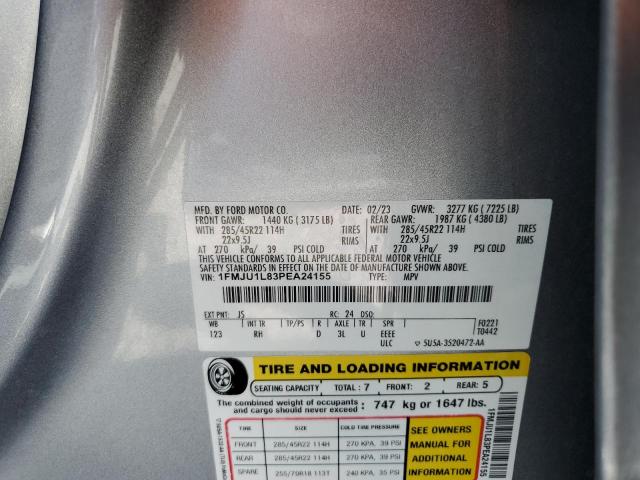 MFD. BY FORD MOTOR CO. DATE: 02/23 GVWR: 3277 KG ( 7225 LB)
FRONT GAWR: 1440 KG ( 3175 LB) REAR GAWR: 1987 KG ( 4380 LB)
WITH 285/45R22 114H TIRES WITH 285/45R22 114H TIRES
22x9.5J RIMS 22x9.5J RIMS
AT 270 kPa/ 39 PSI COLD AT 270 kPa/ 39 PSI COLD
THIS VEHICLE CONFORMS TO ALL APPLICABLE FEDERAL MOTOR VEHICLE
SAFETY STANDARDS IN EFFECT ON THE DATE OF MANUFACTURE SHOWN ABOVE.
VIN: 1FMJU1L83PEA24155 TYPE: MPV
EXT PNT: JS RC: 24 DSO:
WB INT TR TP/PS R AXLE TR SPR F0221
123 RH D 3L U EEEE T0442
ULC 5U5A-3520472-AA
TIRE AND LOADING INFORMATION
SEATING CAPACITY TOTAL : 7 FRONT: 2 REAR: 5
The combined weight of occupants and cargo should never exceed : 747 kg or 1647 lbs.
TIRE SIZE COLD TIRE PRESSURE
FRONT 285/45R22 114H 270 KPA, 39 PSI
REAR 285/45R22 114H 270 KPA, 39 PSI
SPARE 255/70R18 113T 240 KPA, 35 PSI
SEE OWNERS
MANUAL FOR
ADDITIONAL
INFORMATION
1FMJU1L83PEA24155